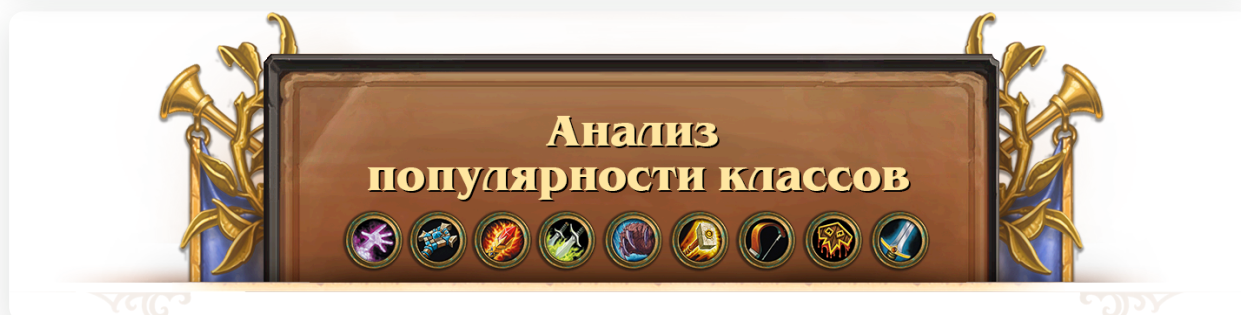 Анализ
популярности классов